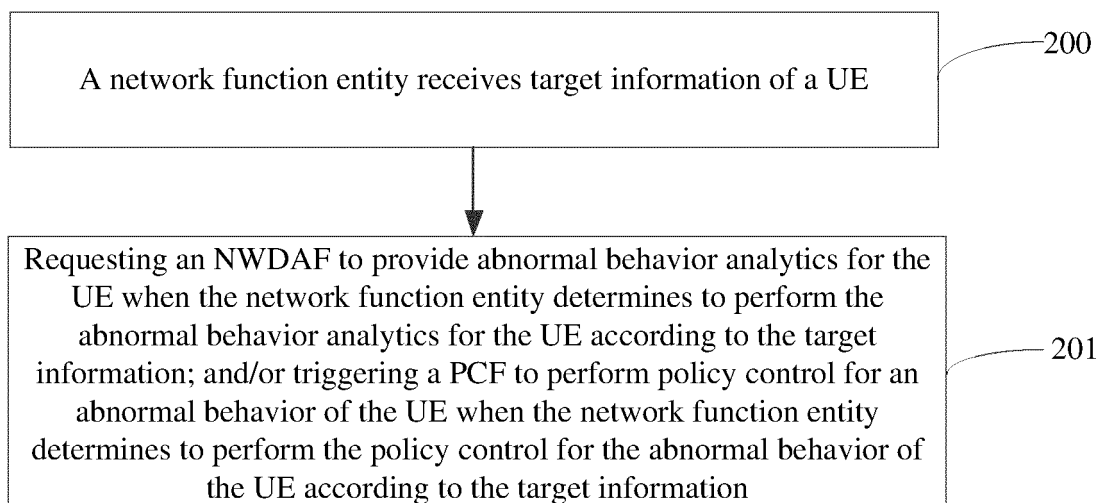 A network function entity receives target information of a UE
200
Requesting an NWDAF to provide abnormal behavior analytics for the
UE when the network function entity determines to perform the
abnormal behavior analytics for the UE according to the target
information; and/or triggering a PCF to perform policy control for an
abnormal behavior of the UE when the network function entity
determines to perform the policy control for the abnormal behavior of
the UE according to the target information
201